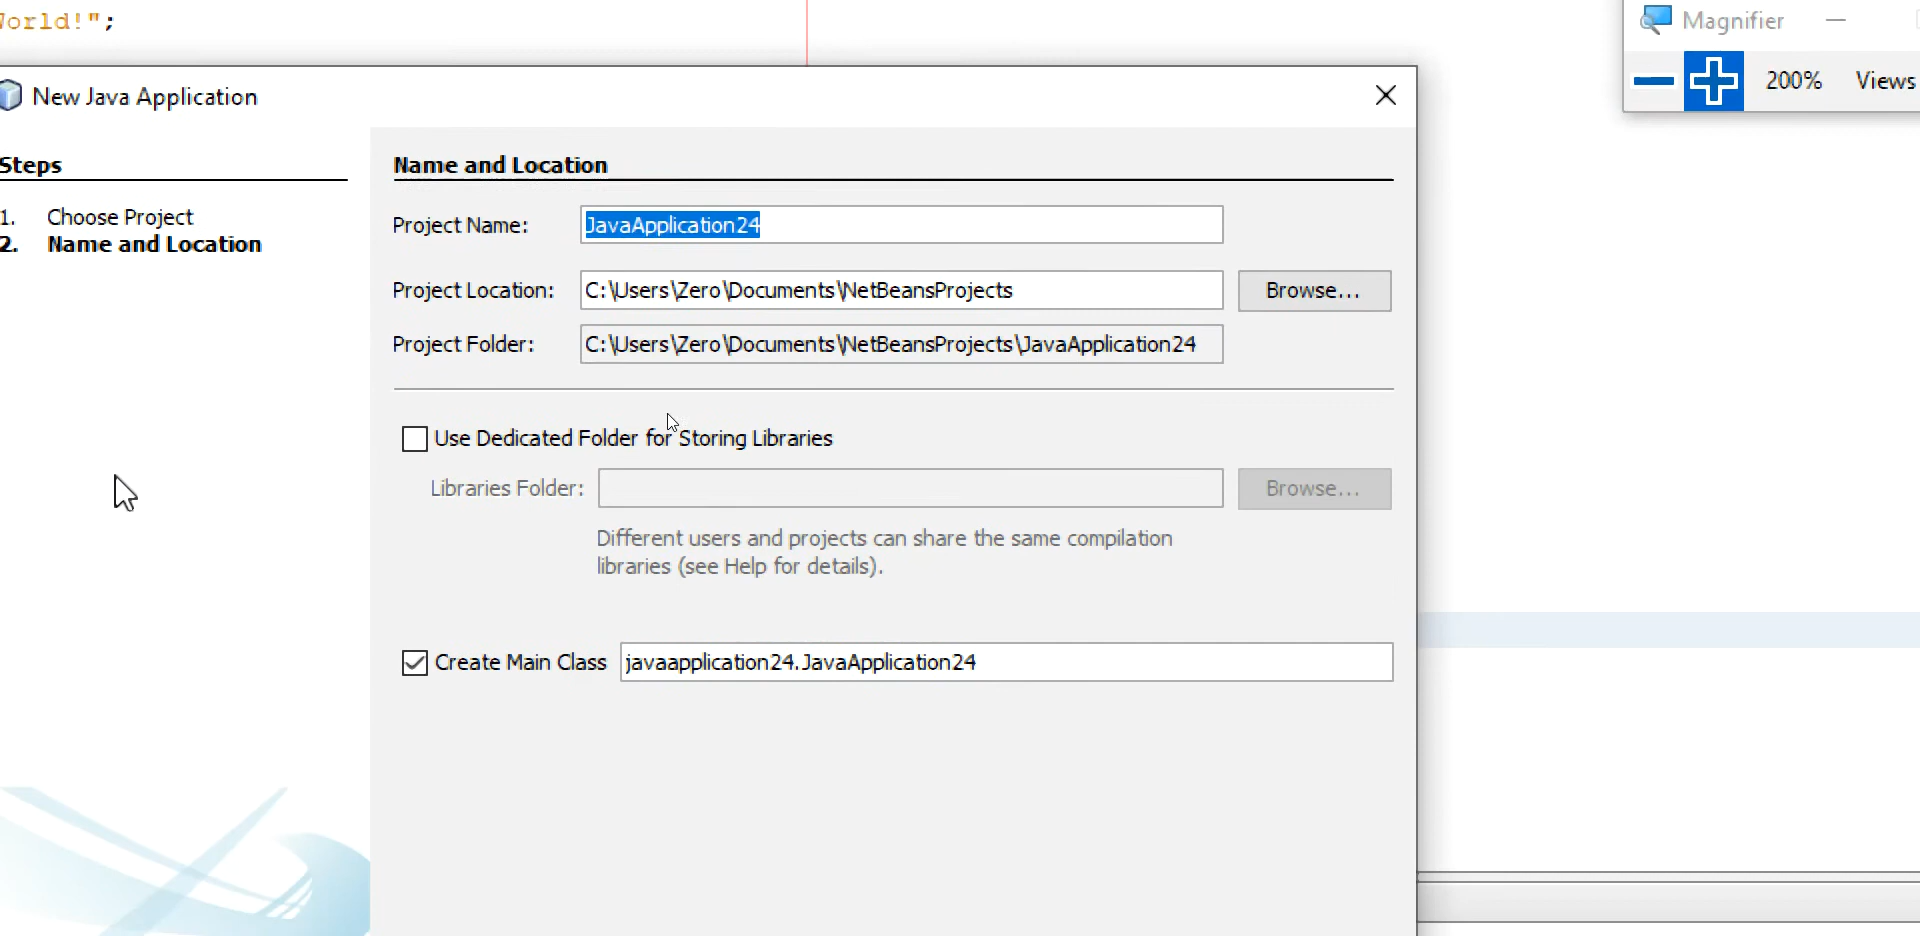 World!";
Magnifier
200% Views
New Java Application
Steps
1. Choose Project
2. Name and Location
Name and Location
Project Name: JavaApplication24
Project Location: C:\Users\Zero\Documents\NetBeansProjects Browse...
Project Folder: C:\Users\Zero\Documents\NetBeansProjects\JavaApplication24
Use Dedicated Folder for Storing Libraries
Libraries Folder: Browse...
Different users and projects can share the same compilation
libraries (see Help for details).
Create Main Class javaapplication24.JavaApplication24